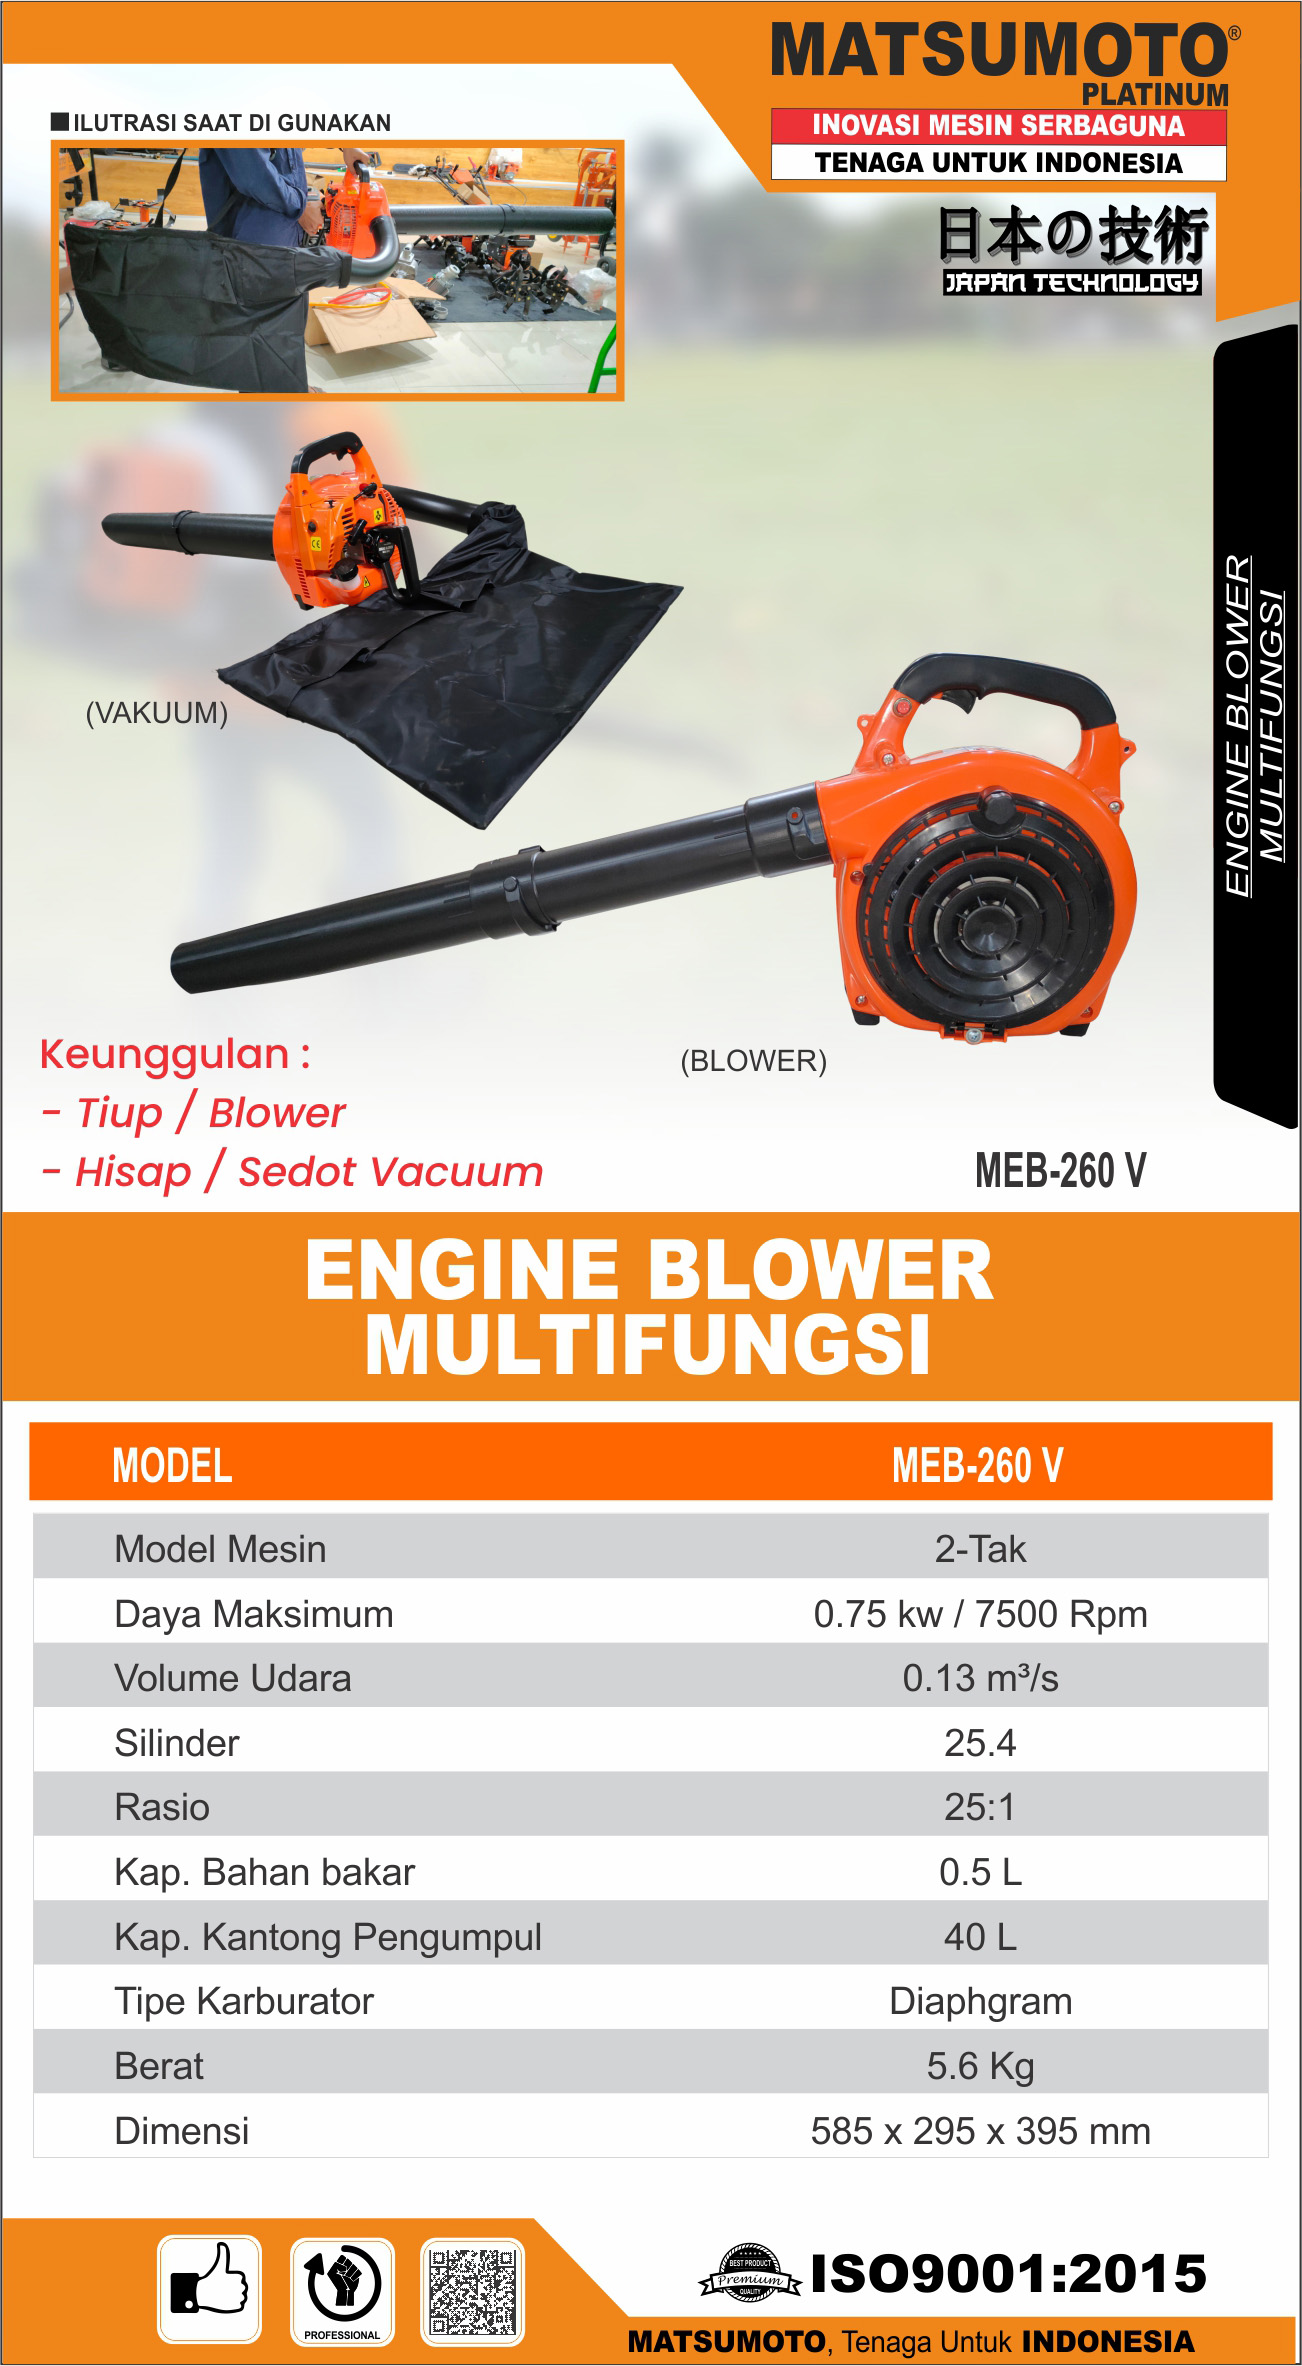 MATSUMOTO®
PLATINUM
INOVASI MESIN SERBAGUNA
TENAGA UNTUK INDONESIA
■ILUTRASI SAAT DI GUNAKAN
日本の技術
JAPAN TECHNOLOGY
ENGINE BLOWER
MULTIFUNGSI
(VAKUUM)
(BLOWER)
Keunggulan :
- Tiup / Blower
- Hisap / Sedot Vacuum
MEB-260 V
ENGINE BLOWER
MULTIFUNGSI
MODEL MEB-260 V
Model Mesin 2-Tak
Daya Maksimum 0.75 kw / 7500 Rpm
Volume Udara 0.13 m³/s
Silinder 25.4
Rasio 25:1
Kap. Bahan bakar 0.5 L
Kap. Kantong Pengumpul 40 L
Tipe Karburator Diaphgram
Berat 5.6 Kg
Dimensi 585 x 295 x 395 mm
PROFESSIONAL
BEST PRODUCT
Premium
QUALITY
ISO9001:2015
MATSUMOTO, Tenaga Untuk INDONESIA